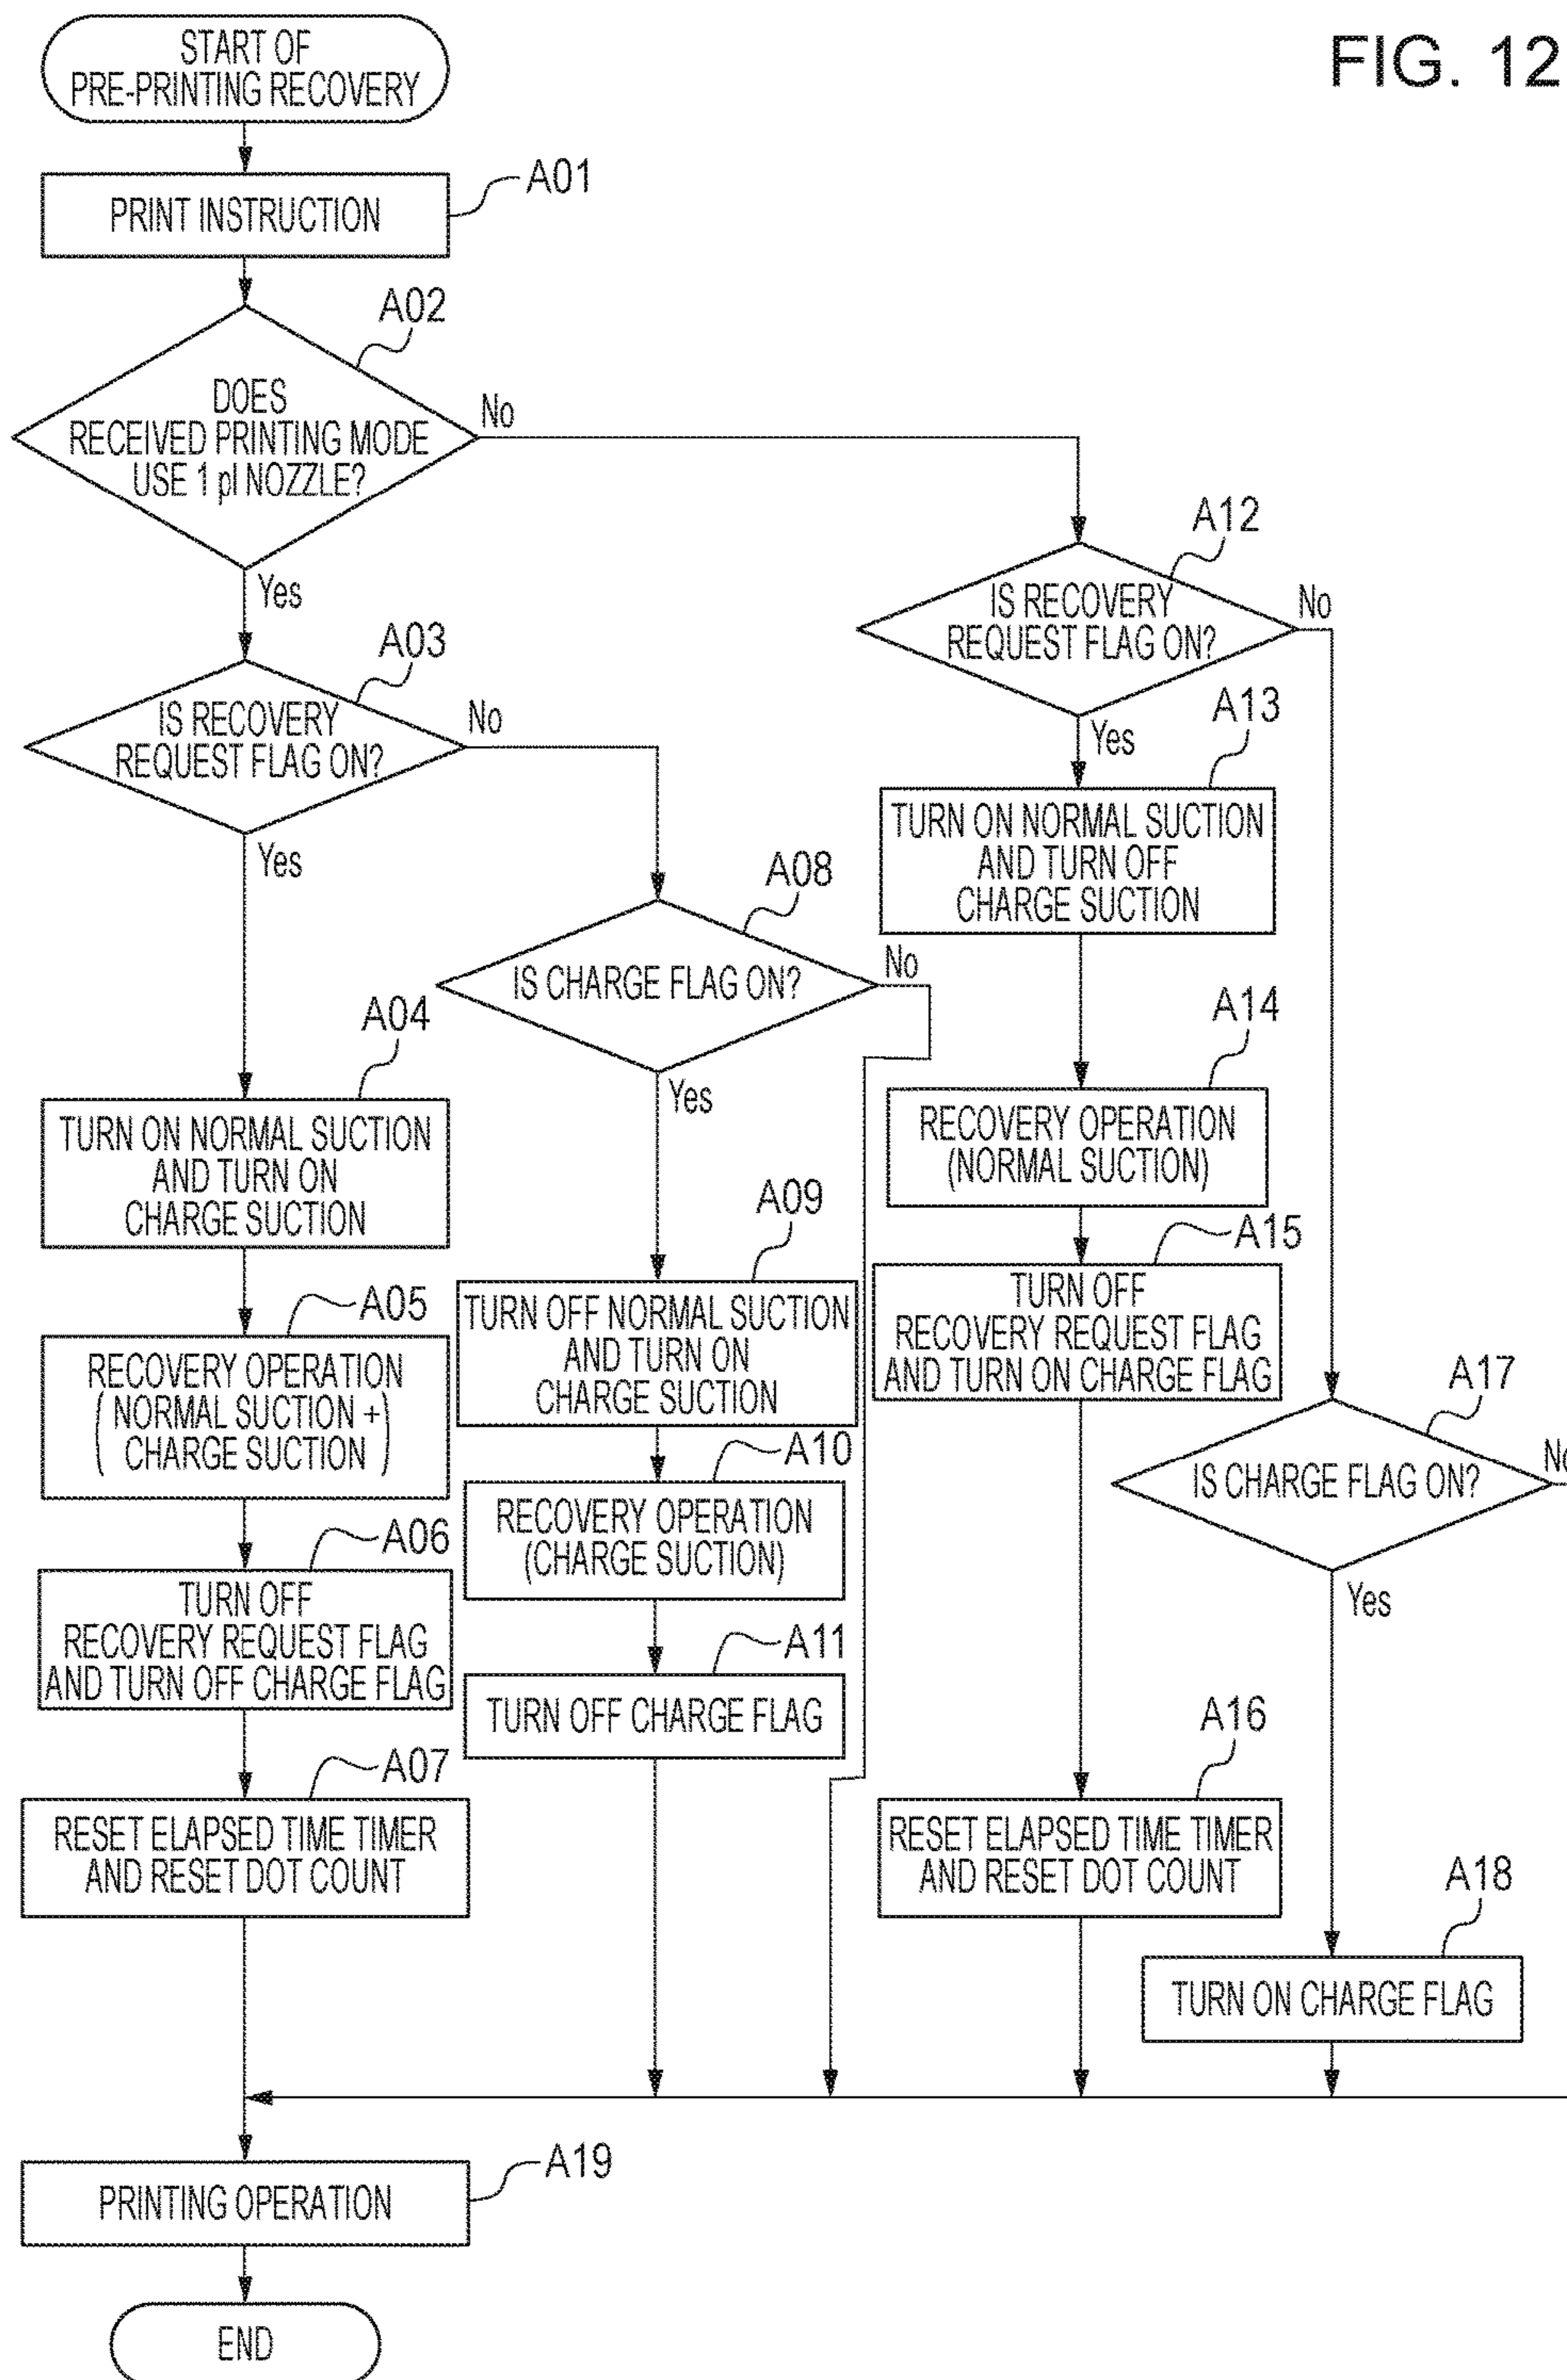 FIG. 12
START OF
PRE-PRINTING RECOVERY
A01
PRINT INSTRUCTION
A02
DOES
RECEIVED PRINTING MODE
USE 1 pl NOZZLE?
No
Yes
A03
IS RECOVERY
REQUEST FLAG ON?
No
Yes
A04
TURN ON NORMAL SUCTION
AND TURN ON
CHARGE SUCTION
A05
RECOVERY OPERATION
(NORMAL SUCTION +
CHARGE SUCTION)
A06
TURN OFF
RECOVERY REQUEST FLAG
AND TURN OFF CHARGE FLAG
A07
RESET ELAPSED TIME TIMER
AND RESET DOT COUNT
A08
IS CHARGE FLAG ON?
No
Yes
A09
TURN OFF NORMAL SUCTION
AND TURN ON
CHARGE SUCTION
A10
RECOVERY OPERATION
(CHARGE SUCTION)
A11
TURN OFF CHARGE FLAG
A12
IS RECOVERY
REQUEST FLAG ON?
No
Yes
A13
TURN ON NORMAL SUCTION
AND TURN OFF
CHARGE SUCTION
A14
RECOVERY OPERATION
(NORMAL SUCTION)
A15
TURN OFF
RECOVERY REQUEST FLAG
AND TURN ON CHARGE FLAG
A16
RESET ELAPSED TIME TIMER
AND RESET DOT COUNT
A17
IS CHARGE FLAG ON?
No
Yes
A18
TURN ON CHARGE FLAG
A19
PRINTING OPERATION
END